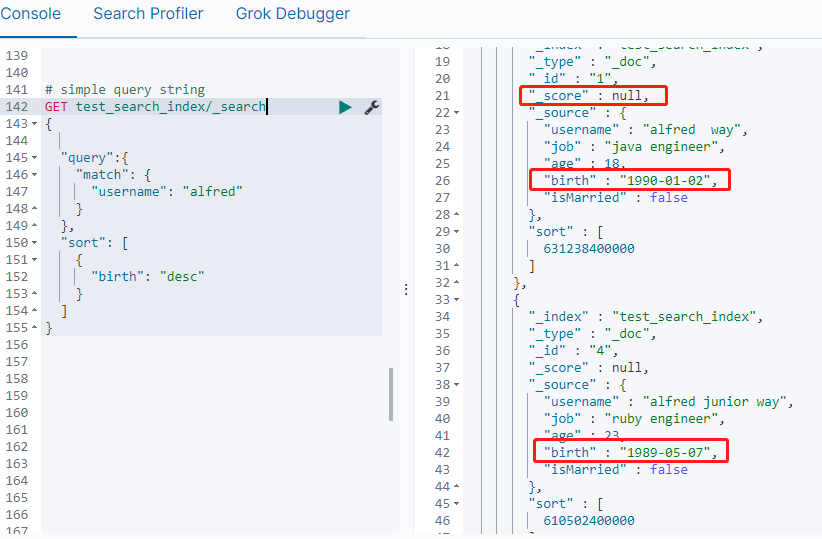 Console Search Profiler Grok Debugger
139
140
141 # simple query string
142 GET test_search_index/_search
143 {
144
145 "query":{
146 "match": {
147 "username": "alfred"
148 }
149 },
150 "sort": [
151 {
152 "birth": "desc"
153 }
154 ]
155 }
156
157
158
159
160
161
162
163
164
165
166
167
18 "_index" : "test_search_index",
19 "_type" : "_doc",
20 "_id" : "1",
21 "_score" : null,
22 "_source" : {
23 "username" : "alfred  way",
24 "job" : "java engineer",
25 "age" : 18,
26 "birth" : "1990-01-02",
27 "isMarried" : false
28 },
29 "sort" : [
30 631238400000
31 ]
32 },
33 {
34 "_index" : "test_search_index",
35 "_type" : "_doc",
36 "_id" : "4",
37 "_score" : null,
38 "_source" : {
39 "username" : "alfred junior way",
40 "job" : "ruby engineer",
41 "age" : 23,
42 "birth" : "1989-05-07",
43 "isMarried" : false
44 },
45 "sort" : [
46 610502400000